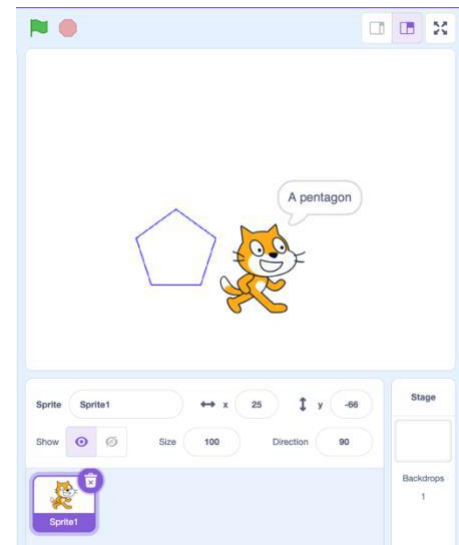 A pentagon
Sprite Sprite1 x 25 y -66
Show Size 100 Direction 90
Sprite1
Stage
Backdrops
1